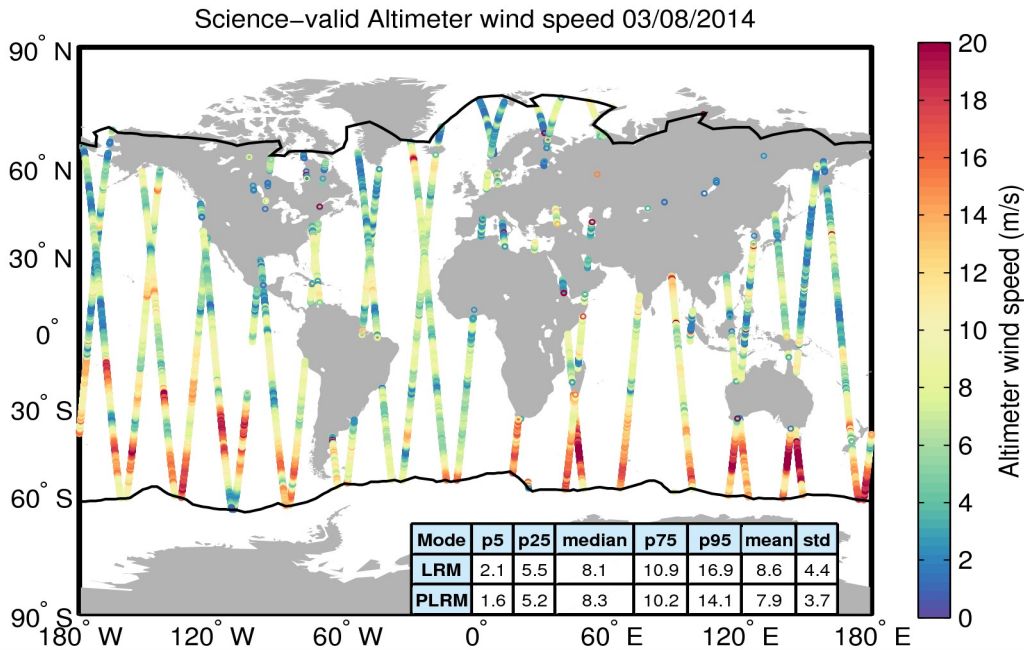 Science−valid Altimeter wind speed 03/08/2014
90° N
60° N
30° N
0°
30° S
60° S
90° S
180° W
120° W
60° W
0°
60° E
120° E
180° E
Mode p5 p25 median p75 p95 mean std
LRM 2.1 5.5 8.1 10.9 16.9 8.6 4.4
PLRM 1.6 5.2 8.3 10.2 14.1 7.9 3.7
20
18
16
14
12
10
8
6
4
2
0
Altimeter wind speed (m/s)